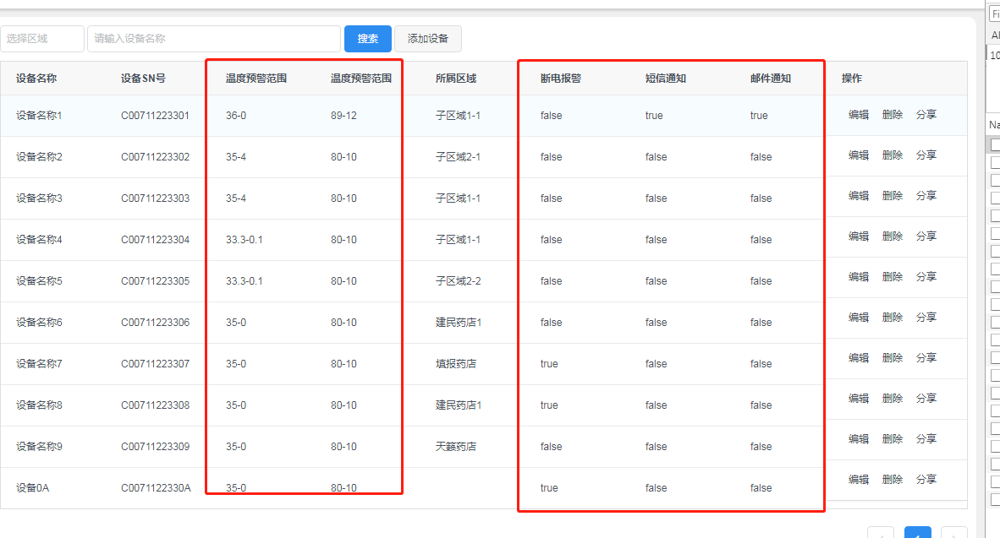 选择区域 请输入设备名称 搜索 添加设备
设备名称 设备SN号 温度预警范围 温度预警范围 所属区域 断电报警 短信通知 邮件通知 操作
设备名称1 C00711223301 36-0 89-12 子区域1-1 false true true 编辑 删除 分享
设备名称2 C00711223302 35-4 80-10 子区域2-1 false false false 编辑 删除 分享
设备名称3 C00711223303 35-4 80-10 子区域1-1 false false false 编辑 删除 分享
设备名称4 C00711223304 33.3-0.1 80-10 子区域1-1 false false false 编辑 删除 分享
设备名称5 C00711223305 33.3-0.1 80-10 子区域2-2 false false false 编辑 删除 分享
设备名称6 C00711223306 35-0 80-10 建民药店1 false false false 编辑 删除 分享
设备名称7 C00711223307 35-0 80-10 填报药店 true false false 编辑 删除 分享
设备名称8 C00711223308 35-0 80-10 建民药店1 true false false 编辑 删除 分享
设备名称9 C00711223309 35-0 80-10 天籁药店 false false false 编辑 删除 分享
设备0A C0071122330A 35-0 80-10 true false false 编辑 删除 分享